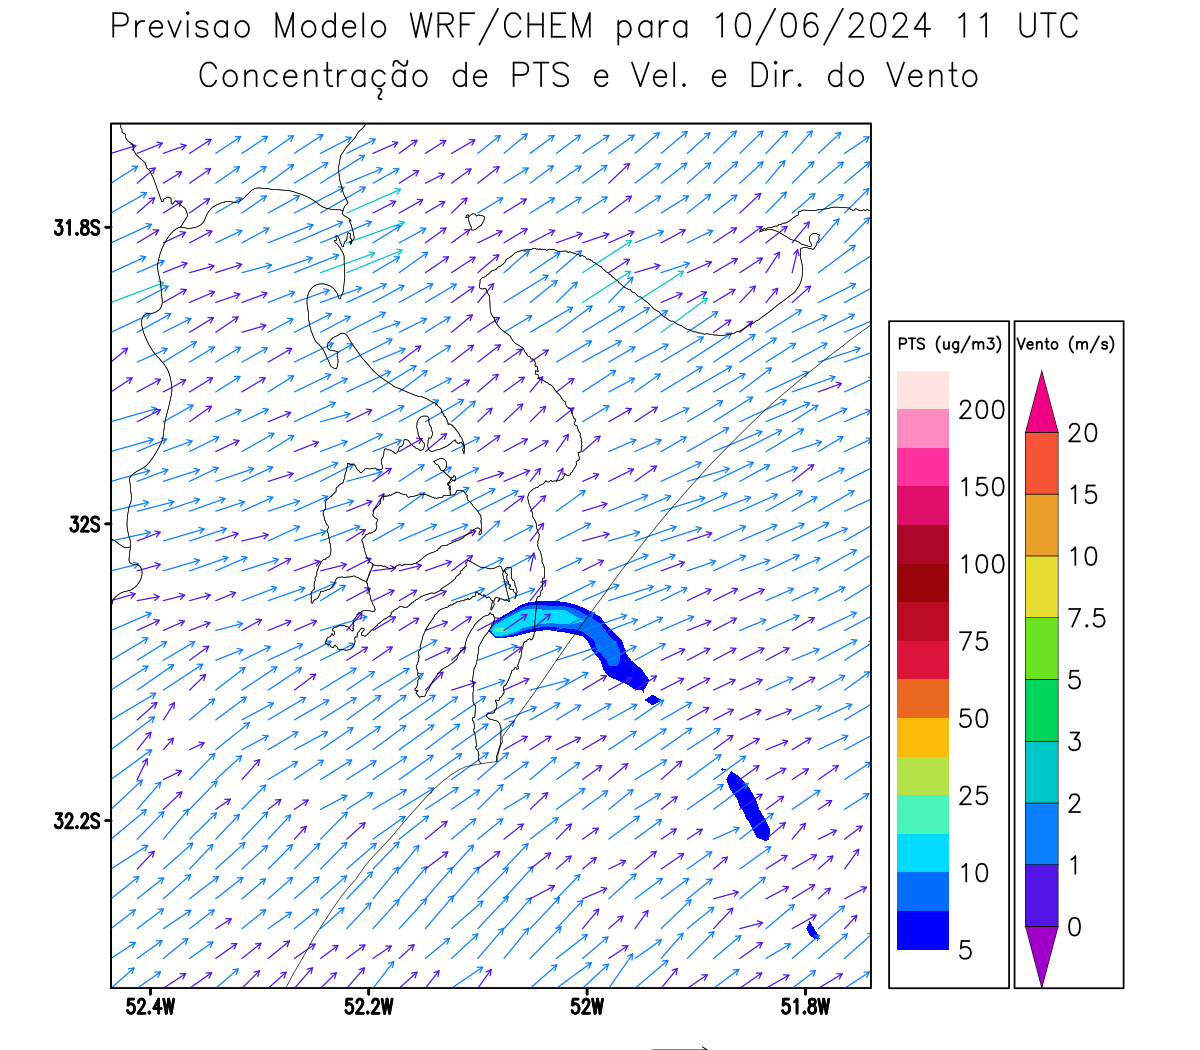 Previsao Modelo WRF/CHEM para 10/06/2024 11 UTC
Concentração de PTS e Vel. e Dir. do Vento
31.8S
32S
32.2S
52.4W
52.2W
52W
51.8W
PTS (ug/m3)
200
150
100
75
50
25
10
5
Vento (m/s)
20
15
10
7.5
5
3
2
1
0